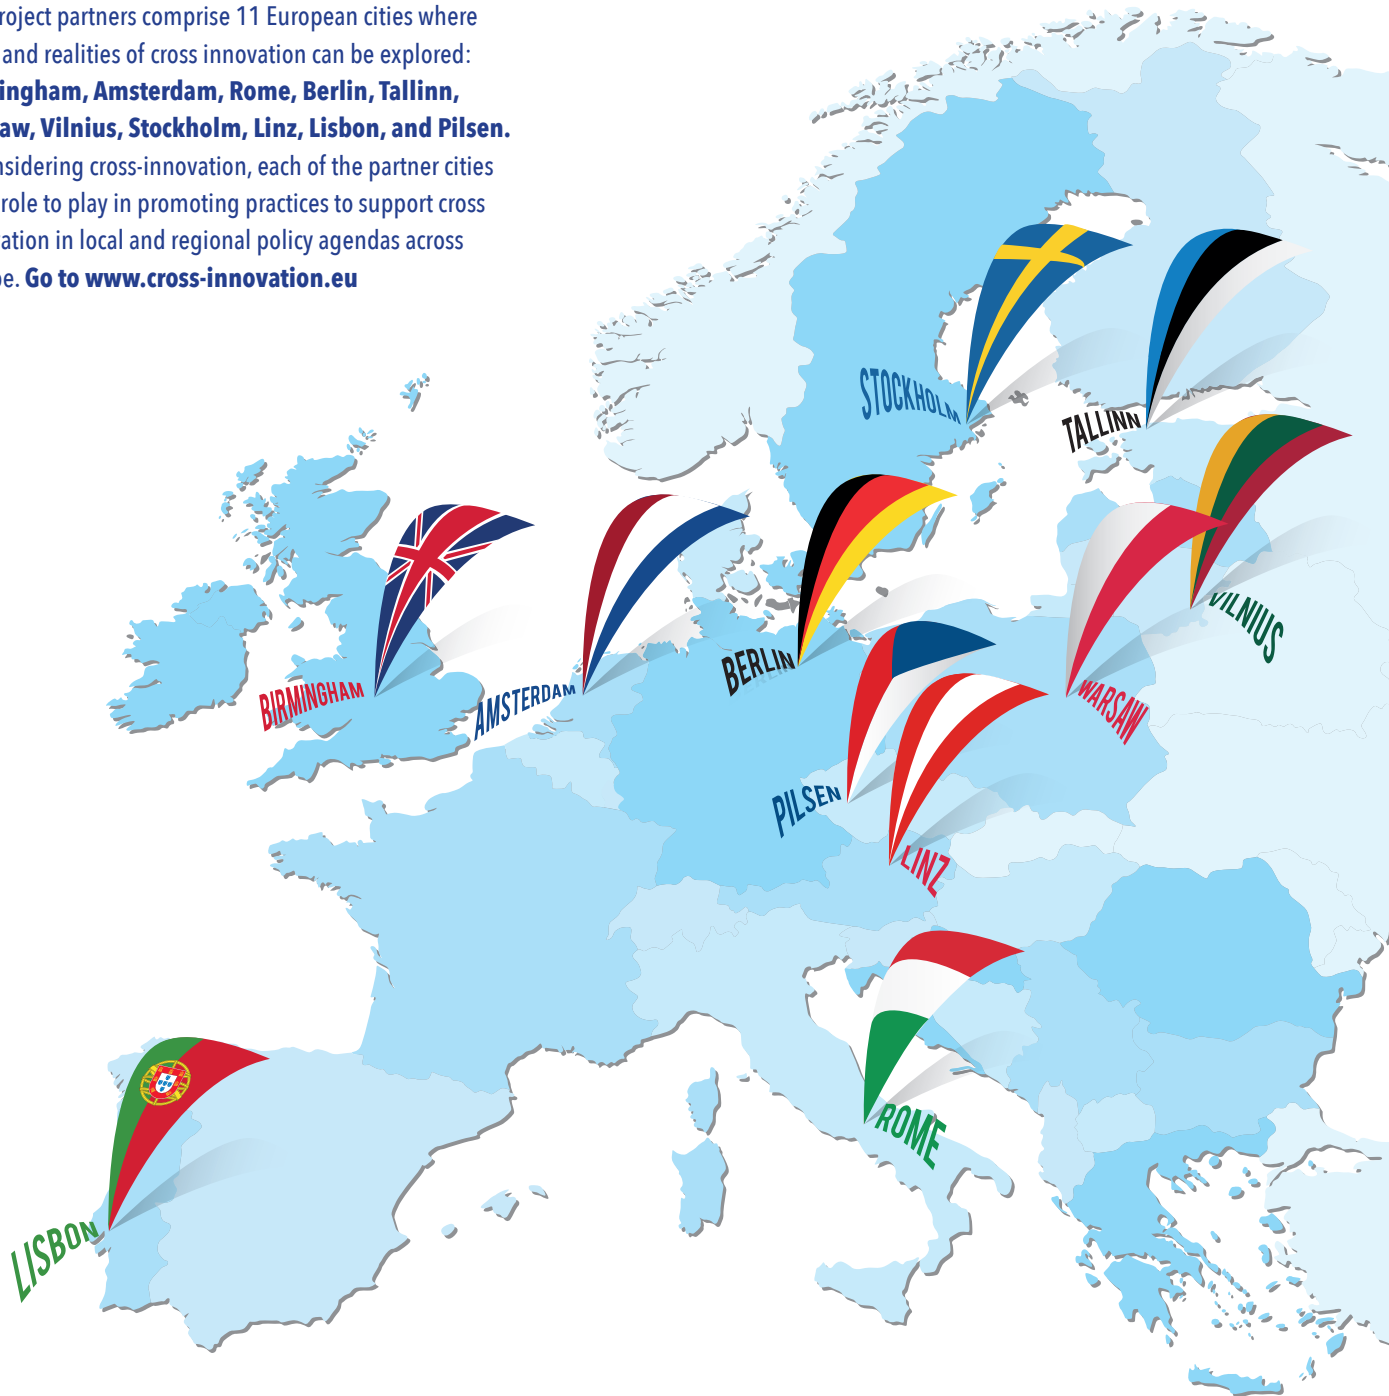 roject partners comprise 11 European cities where
and realities of cross innovation can be explored:
ingham, Amsterdam, Rome, Berlin, Tallinn,
aw, Vilnius, Stockholm, Linz, Lisbon, and Pilsen.
nsidering cross-innovation, each of the partner cities
role to play in promoting practices to support cross
ation in local and regional policy agendas across
pe. Go to www.cross-innovation.eu
STOCKHOLM
TALLINN
VILNIUS
BERLIN
BIRMINGHAM
AMSTERDAM
WARSAW
PILSEN
LINZ
ROME
LISBON